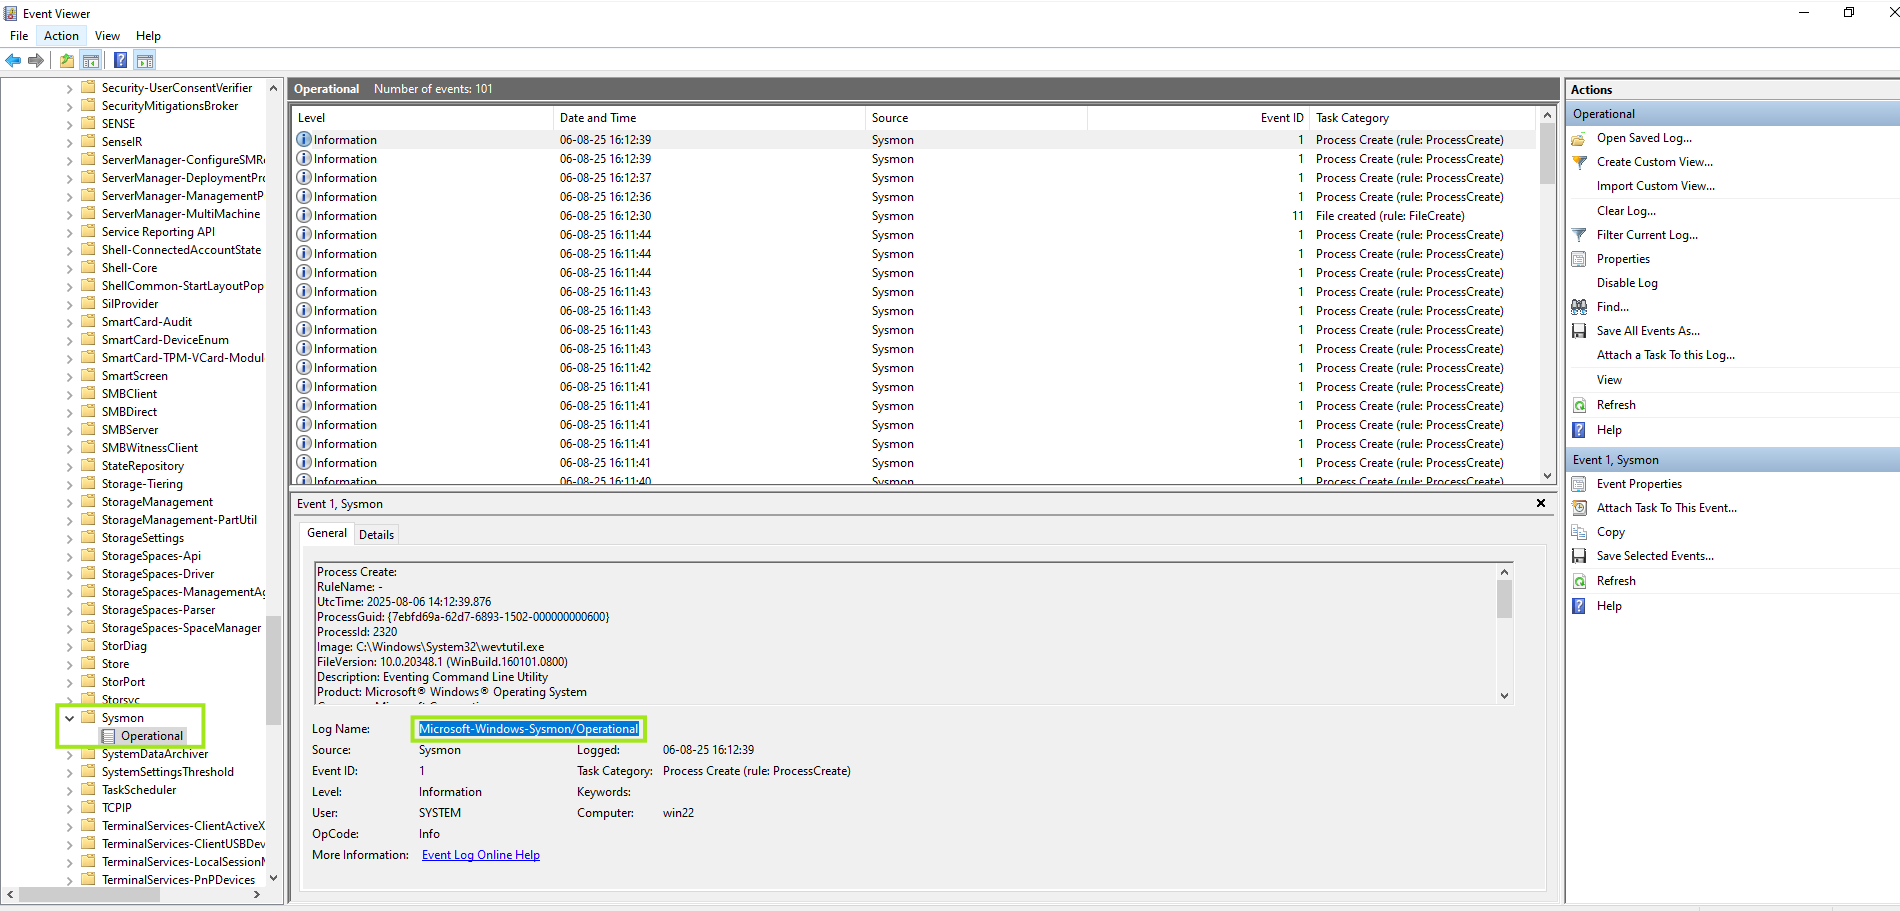 Event Viewer
File Action View Help
Security-UserConsentVerifier
SecurityMitigationsBroker
SENSE
SenseIR
ServerManager-ConfigureSMRe
ServerManager-DeploymentPro
ServerManager-ManagementP
ServerManager-MultiMachine
Service Reporting API
Shell-ConnectedAccountState
Shell-Core
ShellCommon-StartLayoutPop
SilProvider
SmartCard-Audit
SmartCard-DeviceEnum
SmartCard-TPM-VCard-Modul
SmartScreen
SMBClient
SMBDirect
SMBServer
SMBWitnessClient
StateRepository
Storage-Tiering
StorageManagement
StorageManagement-PartUtil
StorageSettings
StorageSpaces-Api
StorageSpaces-Driver
StorageSpaces-ManagementAg
StorageSpaces-Parser
StorageSpaces-SpaceManager
StorDiag
Store
StorPort
Storsvc
Sysmon
Operational
SystemDataArchiver
SystemSettingsThreshold
TaskScheduler
TCPIP
TerminalServices-ClientActiveX
TerminalServices-ClientUSBDev
TerminalServices-LocalSessionM
TerminalServices-PnPDevices
Operational Number of events: 101
Level Date and Time Source Event ID Task Category
Information 06-08-25 16:12:39 Sysmon 1 Process Create (rule: ProcessCreate)
Information 06-08-25 16:12:39 Sysmon 1 Process Create (rule: ProcessCreate)
Information 06-08-25 16:12:37 Sysmon 1 Process Create (rule: ProcessCreate)
Information 06-08-25 16:12:36 Sysmon 1 Process Create (rule: ProcessCreate)
Information 06-08-25 16:12:30 Sysmon 11 File created (rule: FileCreate)
Information 06-08-25 16:11:44 Sysmon 1 Process Create (rule: ProcessCreate)
Information 06-08-25 16:11:44 Sysmon 1 Process Create (rule: ProcessCreate)
Information 06-08-25 16:11:44 Sysmon 1 Process Create (rule: ProcessCreate)
Information 06-08-25 16:11:43 Sysmon 1 Process Create (rule: ProcessCreate)
Information 06-08-25 16:11:43 Sysmon 1 Process Create (rule: ProcessCreate)
Information 06-08-25 16:11:43 Sysmon 1 Process Create (rule: ProcessCreate)
Information 06-08-25 16:11:43 Sysmon 1 Process Create (rule: ProcessCreate)
Information 06-08-25 16:11:42 Sysmon 1 Process Create (rule: ProcessCreate)
Information 06-08-25 16:11:41 Sysmon 1 Process Create (rule: ProcessCreate)
Information 06-08-25 16:11:41 Sysmon 1 Process Create (rule: ProcessCreate)
Information 06-08-25 16:11:41 Sysmon 1 Process Create (rule: ProcessCreate)
Information 06-08-25 16:11:41 Sysmon 1 Process Create (rule: ProcessCreate)
Information 06-08-25 16:11:41 Sysmon 1 Process Create (rule: ProcessCreate)
Information 06-08-25 16:11:40 Sysmon 1 Process Create (rule: ProcessCreate)
Event 1, Sysmon
General Details
Process Create:
RuleName: -
UtcTime: 2025-08-06 14:12:39.876
ProcessGuid: {7ebfd69a-62d7-6893-1502-000000000600}
ProcessId: 2320
Image: C:\Windows\System32\wevtutil.exe
FileVersion: 10.0.20348.1 (WinBuild.160101.0800)
Description: Eventing Command Line Utility
Product: Microsoft® Windows® Operating System
Log Name: Microsoft-Windows-Sysmon/Operational
Source: Sysmon Logged: 06-08-25 16:12:39
Event ID: 1 Task Category: Process Create (rule: ProcessCreate)
Level: Information Keywords:
User: SYSTEM Computer: win22
OpCode: Info
More Information: Event Log Online Help
Actions
Operational
Open Saved Log...
Create Custom View...
Import Custom View...
Clear Log...
Filter Current Log...
Properties
Disable Log
Find...
Save All Events As...
Attach a Task To this Log...
View
Refresh
Help
Event 1, Sysmon
Event Properties
Attach Task To This Event...
Copy
Save Selected Events...
Refresh
Help